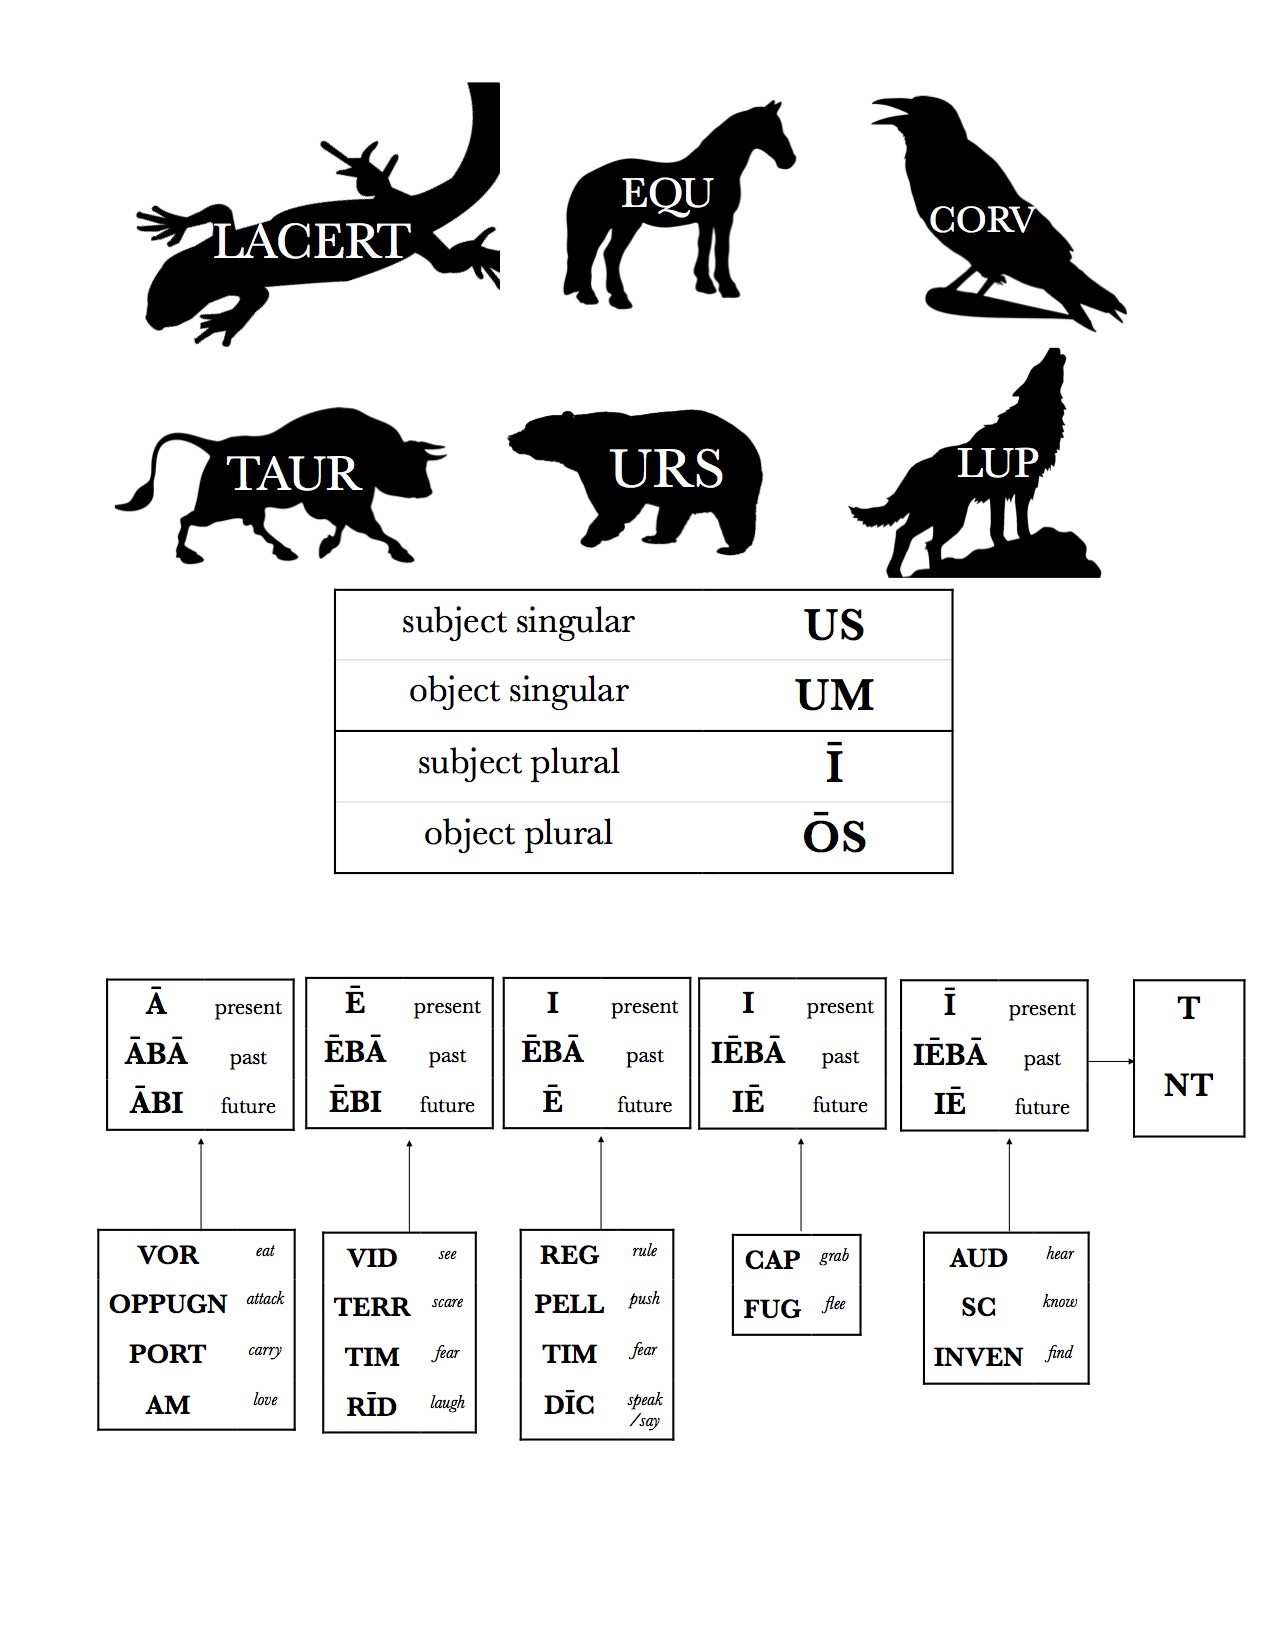 LACERT
EQU
CORV
TAUR
URS
LUP
subject singular US
object singular UM
subject plural Ī
object plural ŌS
Ā present
ĀBĀ past
ĀBI future
Ē present
ĒBĀ past
ĒBI future
I present
ĒBĀ past
Ē future
I present
IĒBĀ past
IĒ future
Ī present
IĒBĀ past
IĒ future
T
NT
VOR eat
OPPUGN attack
PORT carry
AM love
VID see
TERR scare
TIM fear
RĪD laugh
REG rule
PELL push
TIM fear
DĪC speak
/say
CAP grab
FUG flee
AUD hear
SC know
INVEN find